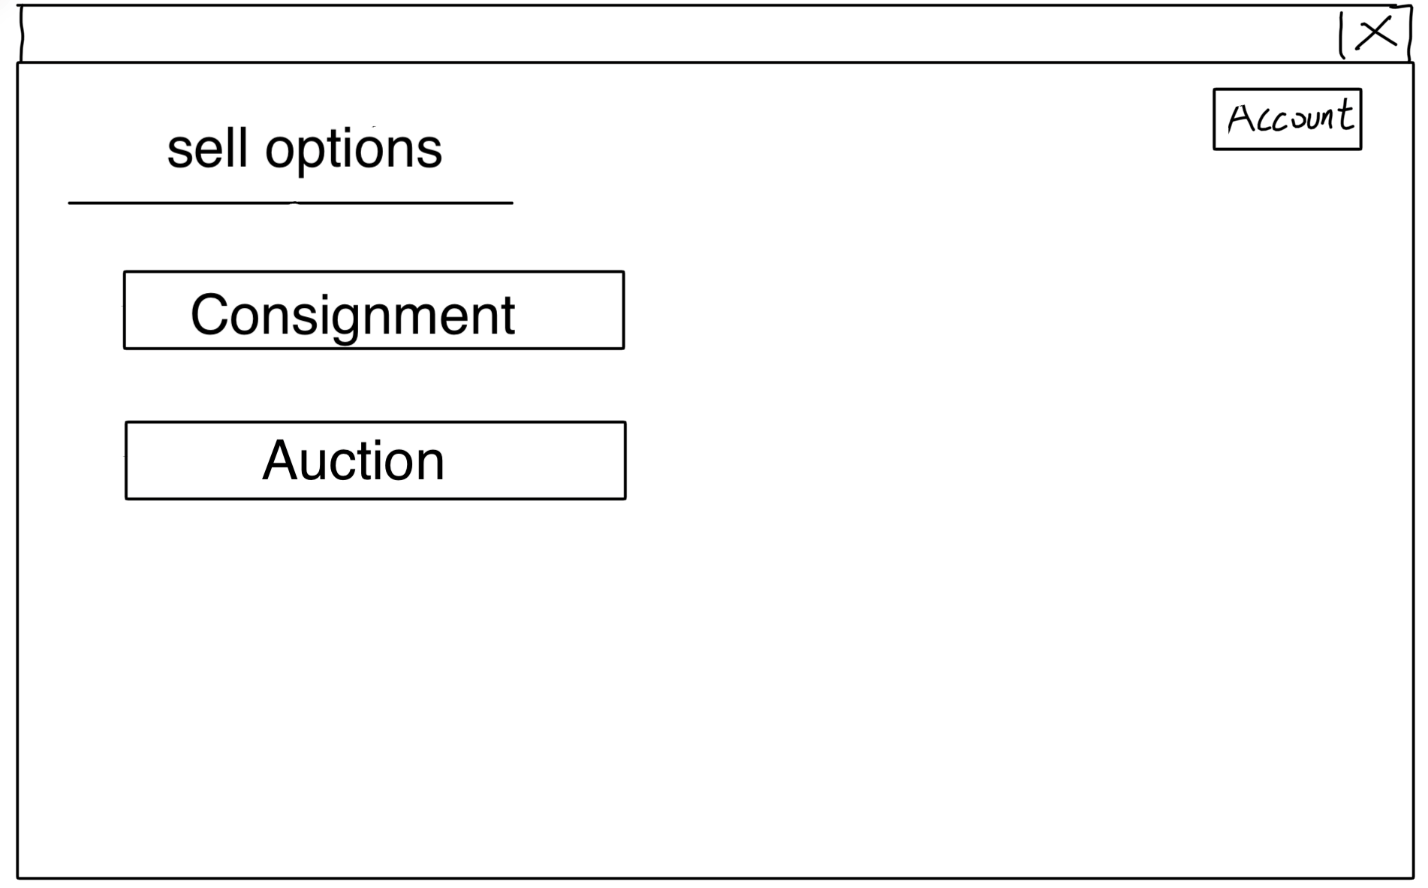 Account
sell options
Consignment
Auction